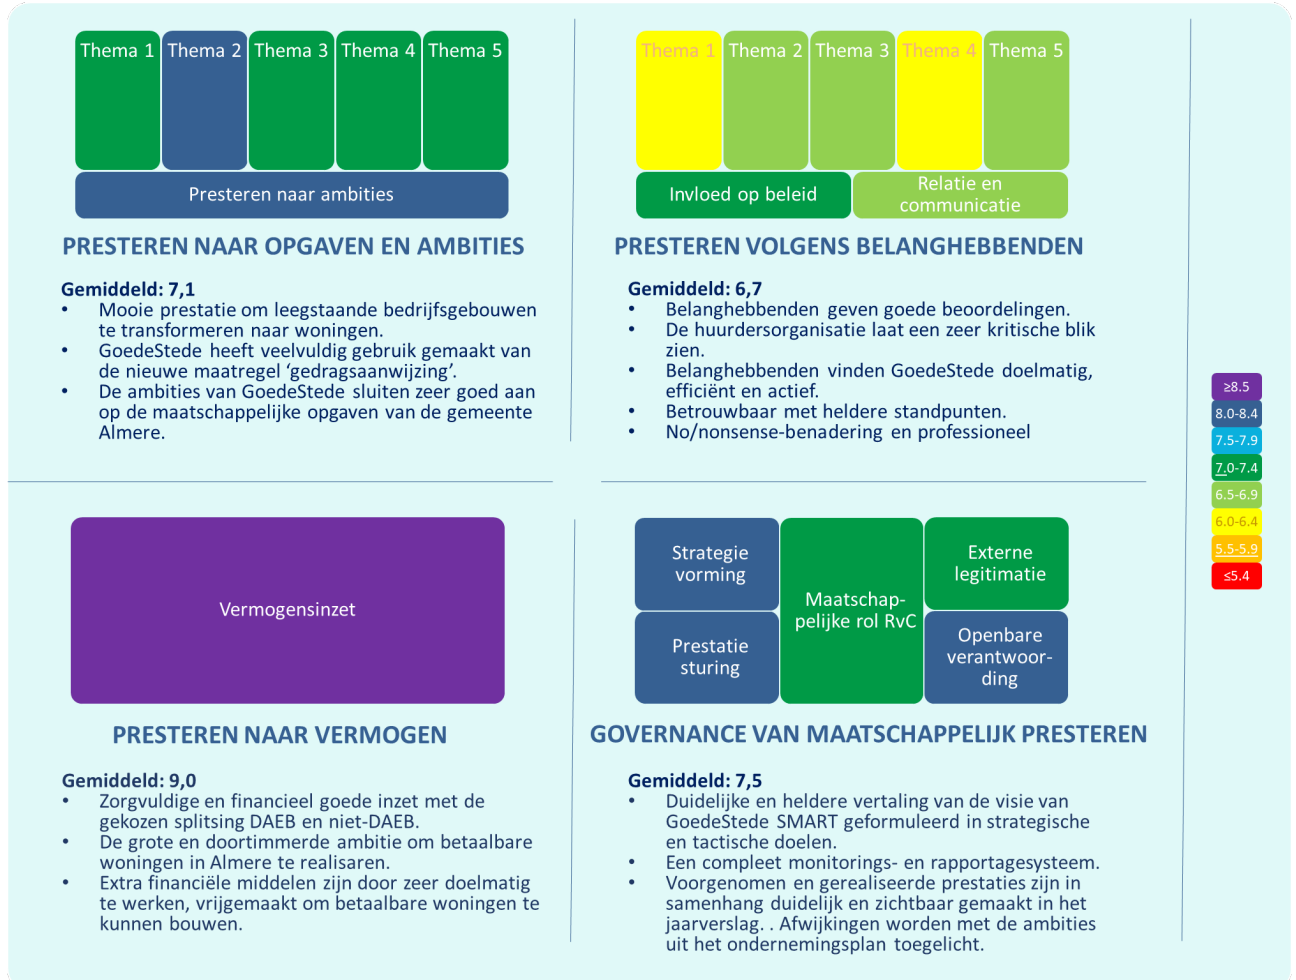 Thema 1
Thema 2
Thema 3
Thema 4
Thema 5
Presteren naar ambities
PRESTEREN NAAR OPGAVEN EN AMBITIES
Gemiddeld: 7,1
• Mooie prestatie om leegstaande bedrijfsgebouwen
te transformeren naar woningen.
• GoedeStede heeft veelvuldig gebruik gemaakt van
de nieuwe maatregel ‘gedragsaanwijzing’.
• De ambities van GoedeStede sluiten zeer goed aan
op de maatschappelijke opgaven van de gemeente
Almere.
Thema 1
Thema 2
Thema 3
Thema 4
Thema 5
Invloed op beleid
Relatie en
communicatie
PRESTEREN VOLGENS BELANGHEBBENDEN
Gemiddeld: 6,7
• Belanghebbenden geven goede beoordelingen.
• De huurdersorganisatie laat een zeer kritische blik
zien.
• Belanghebbenden vinden GoedeStede doelmatig,
efficiënt en actief.
• Betrouwbaar met heldere standpunten.
• No/nonsense-benadering en professioneel
Vermogensinzet
PRESTEREN NAAR VERMOGEN
Gemiddeld: 9,0
• Zorgvuldige en financieel goede inzet met de
gekozen splitsing DAEB en niet-DAEB.
• De grote en doortimmerde ambitie om betaalbare
woningen in Almere te realisaren.
• Extra financiële middelen zijn door zeer doelmatig
te werken, vrijgemaakt om betaalbare woningen te
kunnen bouwen.
Strategie
vorming
Prestatie
sturing
Maatschap-
pelijke rol RvC
Externe
legitimatie
Openbare
verantwoor-
ding
GOVERNANCE VAN MAATSCHAPPELIJK PRESTEREN
Gemiddeld: 7,5
• Duidelijke en heldere vertaling van de visie van
GoedeStede SMART geformuleerd in strategische
en tactische doelen.
• Een compleet monitorings- en rapportagesysteem.
• Voorgenomen en gerealiseerde prestaties zijn in
samenhang duidelijk en zichtbaar gemaakt in het
jaarverslag. . Afwijkingen worden met de ambities
uit het ondernemingsplan toegelicht.
≥8.5
8.0-8.4
7.5-7.9
7.0-7.4
6.5-6.9
6.0-6.4
5.5-5.9
≤5.4